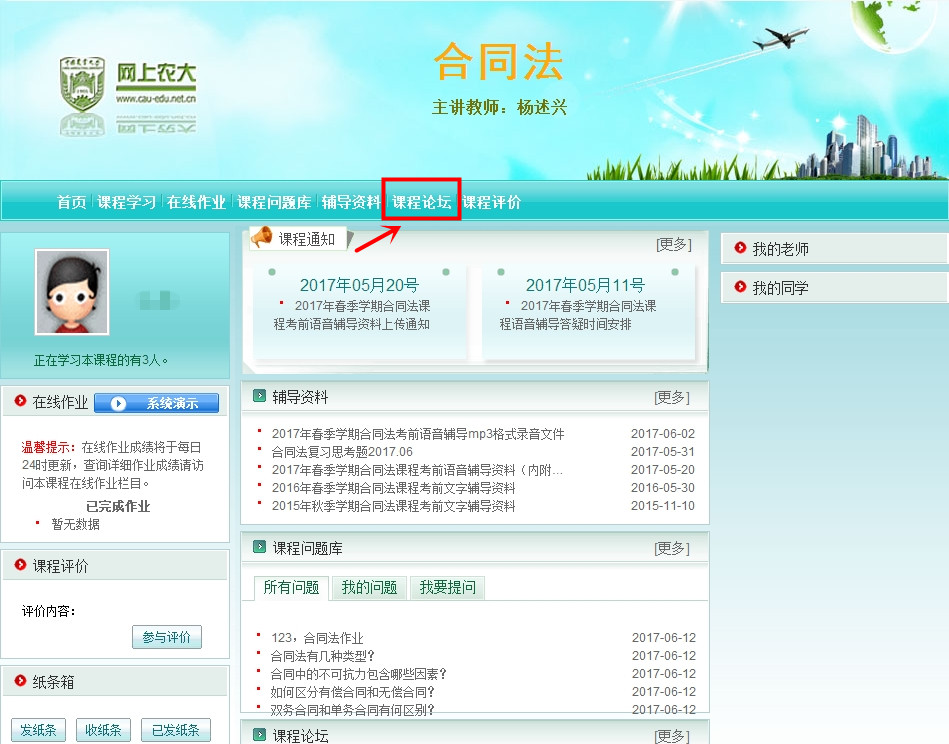 中国农业大学
网上农大
www.cau-edu.net.cn
合同法
主讲教师：杨述兴
首页 课程学习 在线作业 课程问题库 辅导资料 课程论坛 课程评价
正在学习本课程的有3人。
在线作业 系统演示
温馨提示：在线作业成绩将于每日
24时更新，查询详细作业成绩请访
问本课程在线作业栏目。
已完成作业
暂无数据
课程评价
评价内容：
参与评价
纸条箱
发纸条 收纸条 已发纸条
课程通知 [更多]
2017年05月20号
2017年春季学期合同法课
程考前语音辅导资料上传通知
2017年05月11号
2017年春季学期合同法课
程语音辅导答疑时间安排
辅导资料 [更多]
2017年春季学期合同法考前语音辅导mp3格式录音文件 2017-06-02
合同法复习思考题2017.06 2017-05-31
2017年春季学期合同法课程考前语音辅导资料（内附... 2017-05-20
2016年春季学期合同法课程考前文字辅导资料 2016-05-30
2015年秋季学期合同法课程考前文字辅导资料 2015-11-10
课程问题库 [更多]
所有问题 我的问题 我要提问
123，合同法作业 2017-06-12
合同法有几种类型? 2017-06-12
合同中的不可抗力包含哪些因素? 2017-06-12
如何区分有偿合同和无偿合同? 2017-06-12
双务合同和单务合同有何区别? 2017-06-12
课程论坛 [更多]
我的老师
我的同学